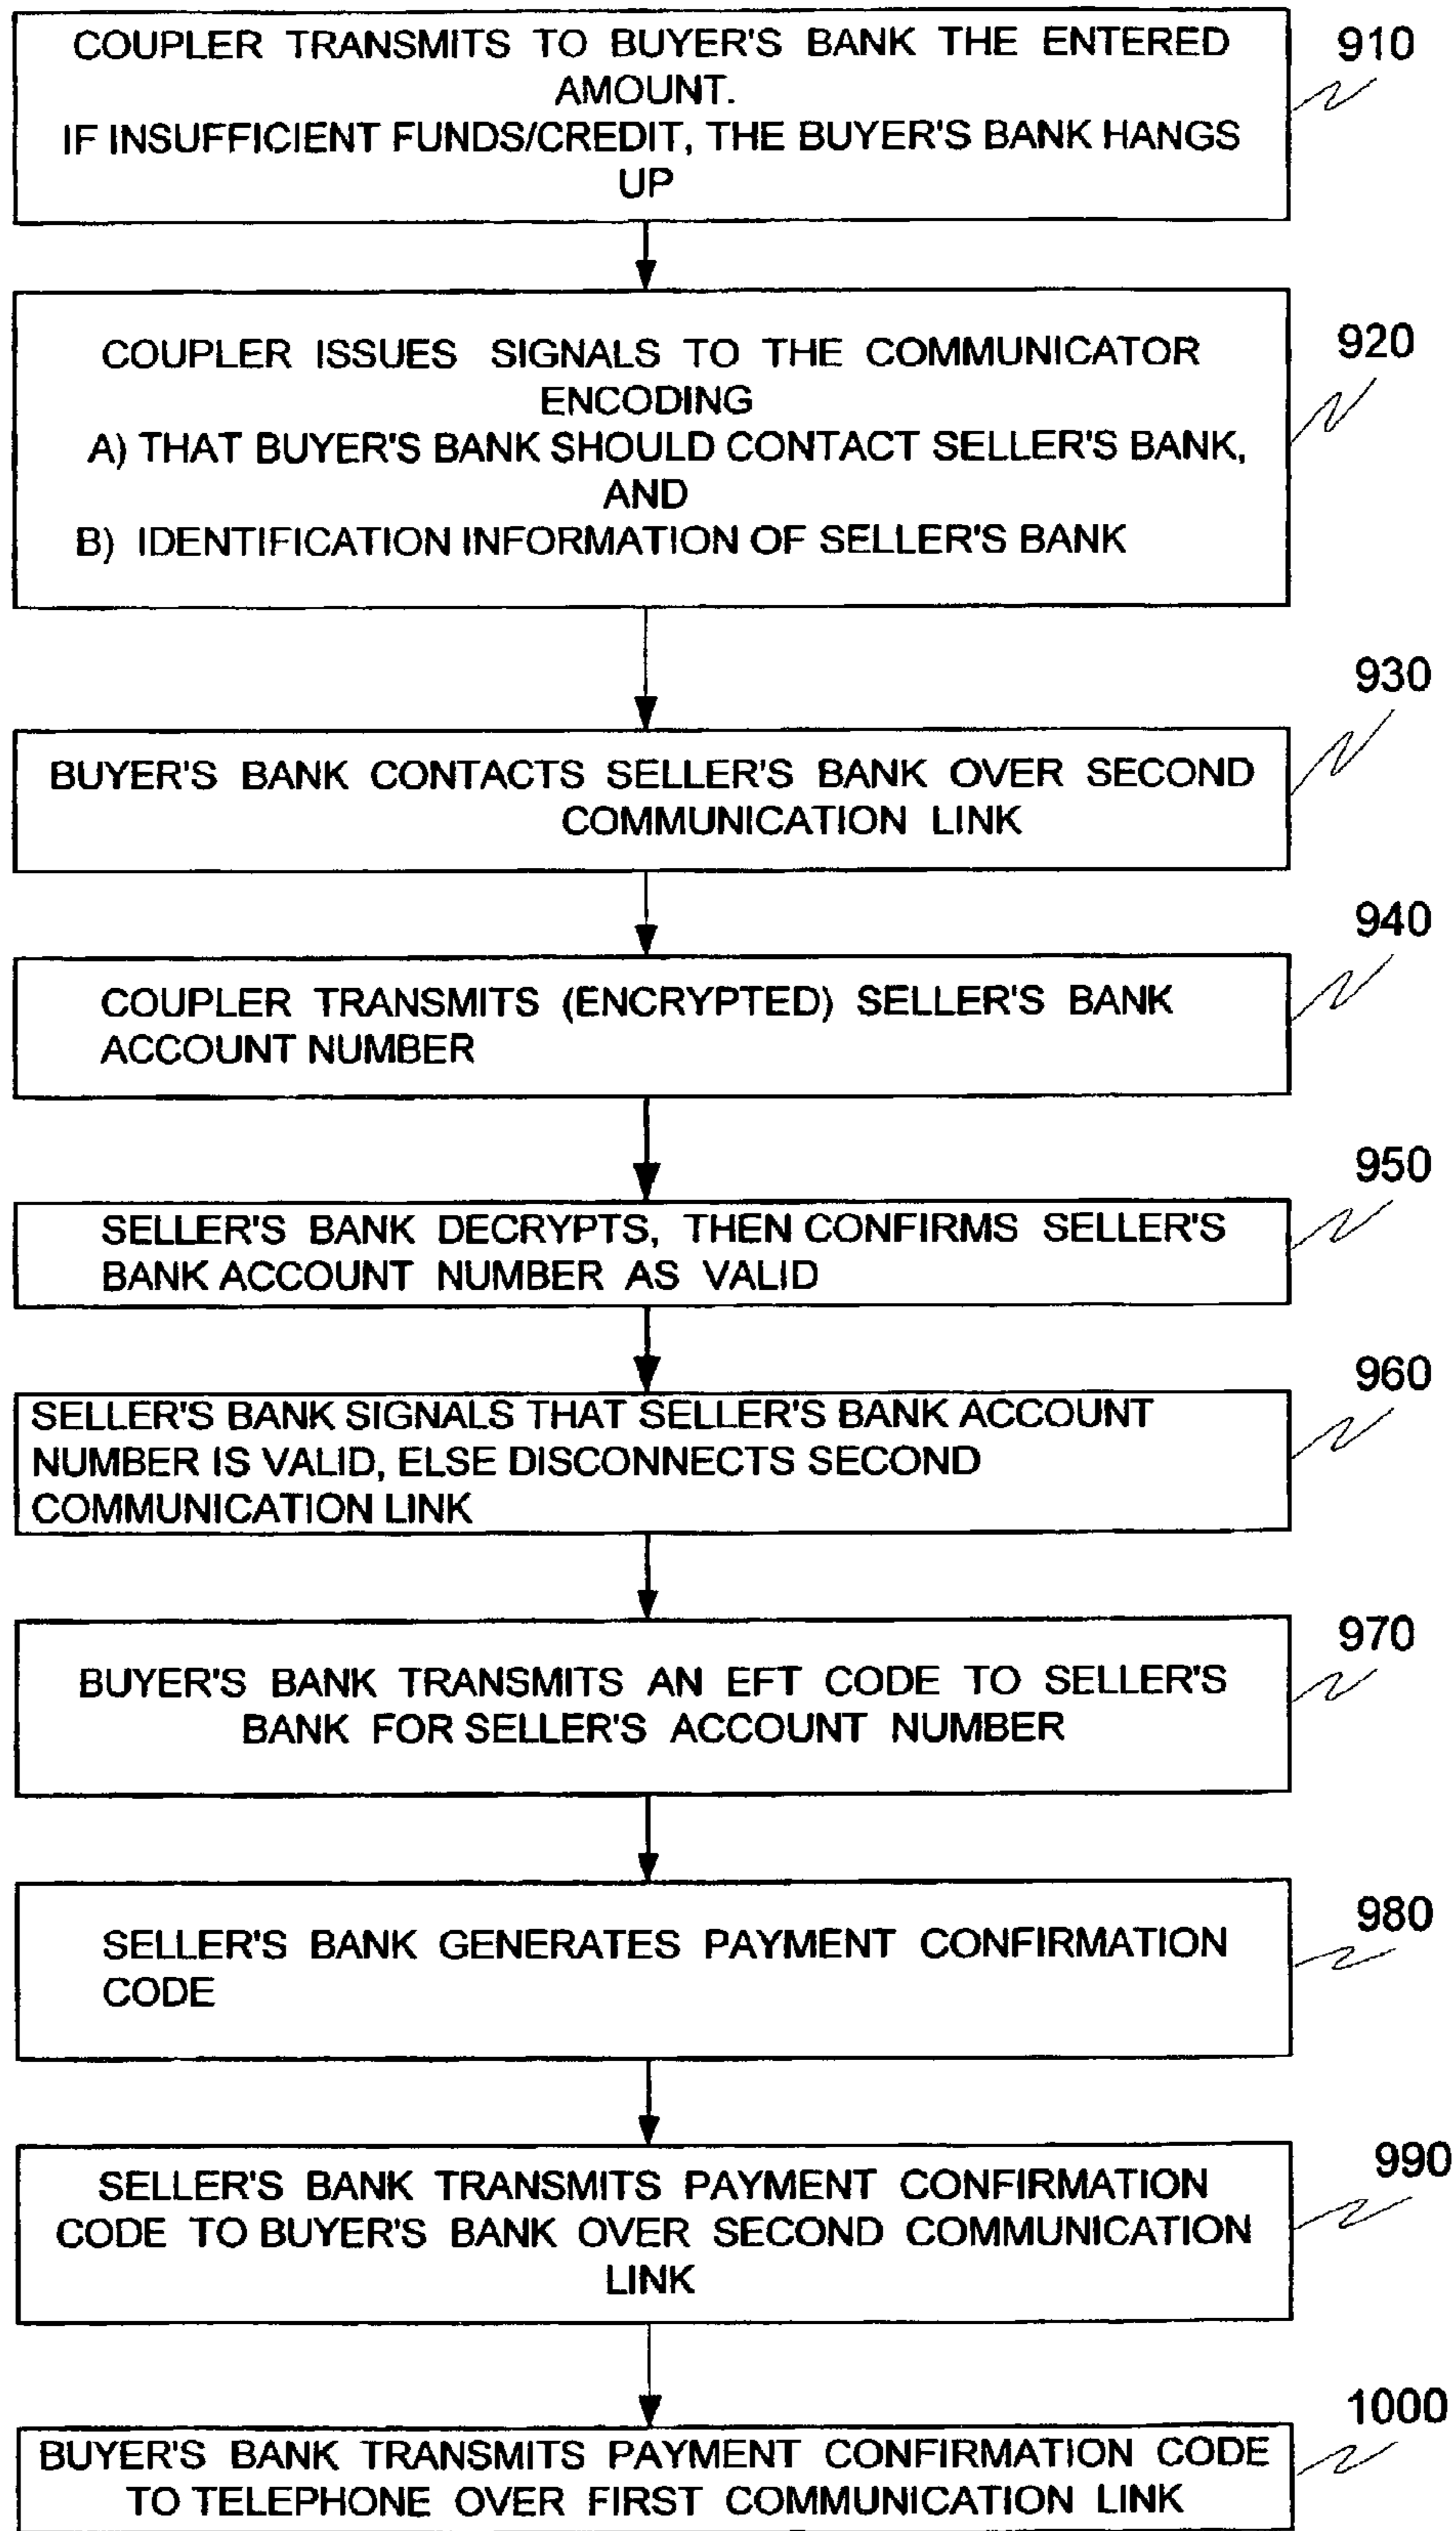 910
COUPLER TRANSMITS TO BUYER'S BANK THE ENTERED
AMOUNT.
IF INSUFFICIENT FUNDS/CREDIT, THE BUYER'S BANK HANGS
UP
920
COUPLER ISSUES SIGNALS TO THE COMMUNICATOR
ENCODING
A) THAT BUYER'S BANK SHOULD CONTACT SELLER'S BANK,
AND
B) IDENTIFICATION INFORMATION OF SELLER'S BANK
930
BUYER'S BANK CONTACTS SELLER'S BANK OVER SECOND
COMMUNICATION LINK
940
COUPLER TRANSMITS (ENCRYPTED) SELLER'S BANK
ACCOUNT NUMBER
950
SELLER'S BANK DECRYPTS, THEN CONFIRMS SELLER'S
BANK ACCOUNT NUMBER AS VALID
960
SELLER'S BANK SIGNALS THAT SELLER'S BANK ACCOUNT
NUMBER IS VALID, ELSE DISCONNECTS SECOND
COMMUNICATION LINK
970
BUYER'S BANK TRANSMITS AN EFT CODE TO SELLER'S
BANK FOR SELLER'S ACCOUNT NUMBER
980
SELLER'S BANK GENERATES PAYMENT CONFIRMATION
CODE
990
SELLER'S BANK TRANSMITS PAYMENT CONFIRMATION
CODE TO BUYER'S BANK OVER SECOND COMMUNICATION
LINK
1000
BUYER'S BANK TRANSMITS PAYMENT CONFIRMATION CODE
TO TELEPHONE OVER FIRST COMMUNICATION LINK